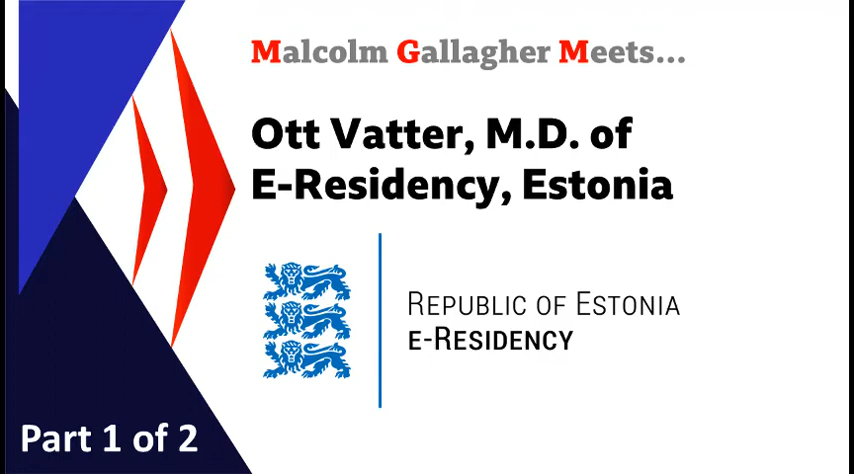 Malcolm Gallagher Meets...
Ott Vatter, M.D. of
E-Residency, Estonia
REPUBLIC OF ESTONIA
E-RESIDENCY
Part 1 of 2